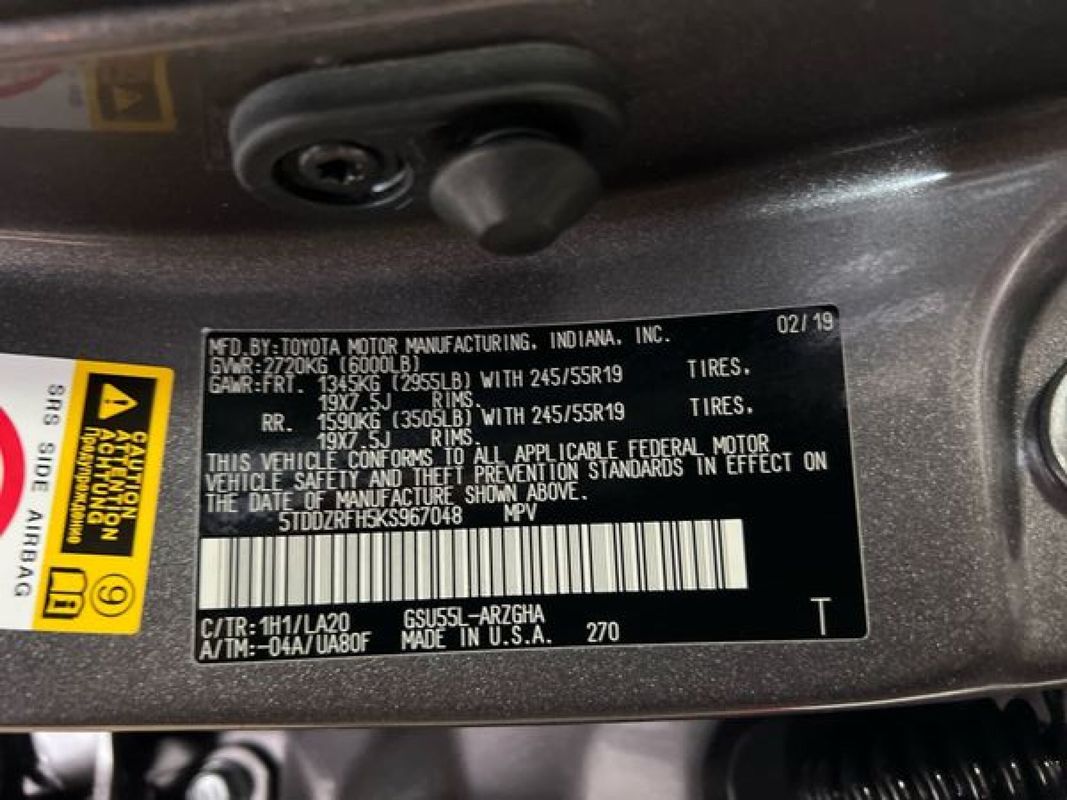 MFD.BY:TOYOTA MOTOR MANUFACTURING, INDIANA, INC. 02/19
GVWR:2720KG (6000LB)
GAWR:FRT. 1345KG (2955LB) WITH 245/55R19 TIRES,
19X7.5J RIMS.
RR. 1590KG (3505LB) WITH 245/55R19 TIRES,
19X7.5J RIMS.
THIS VEHICLE CONFORMS TO ALL APPLICABLE FEDERAL MOTOR
VEHICLE SAFETY AND THEFT PREVENTION STANDARDS IN EFFECT ON
THE DATE OF MANUFACTURE SHOWN ABOVE.
5TDDZRFH5KS967048 MPV
C/TR:1H1/LA20 GSU55L-ARZGHA
A/TM:-04A/UA80F MADE IN U.S.A. 270 T
CAUTION
ATTENTION
ACHTUNG
Предупреждение
9
SRS SIDE AIRBAG